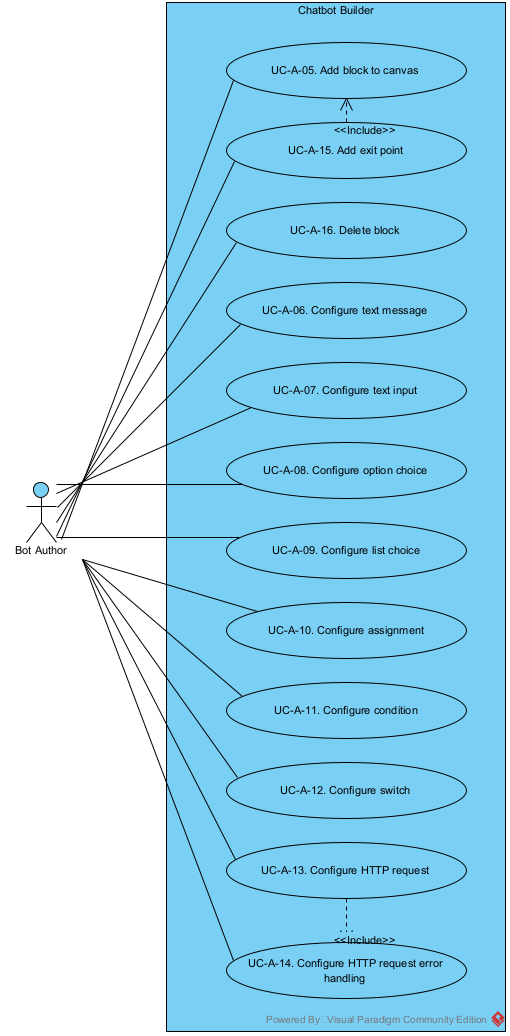 Chatbot Builder
UC-A-05. Add block to canvas
<<Include>>
UC-A-15. Add exit point
UC-A-16. Delete block
UC-A-06. Configure text message
UC-A-07. Configure text input
UC-A-08. Configure option choice
Bot Author
UC-A-09. Configure list choice
UC-A-10. Configure assignment
UC-A-11. Configure condition
UC-A-12. Configure switch
UC-A-13. Configure HTTP request
<<Include>>
UC-A-14. Configure HTTP request error
handling
Powered By Visual Paradigm Community Edition